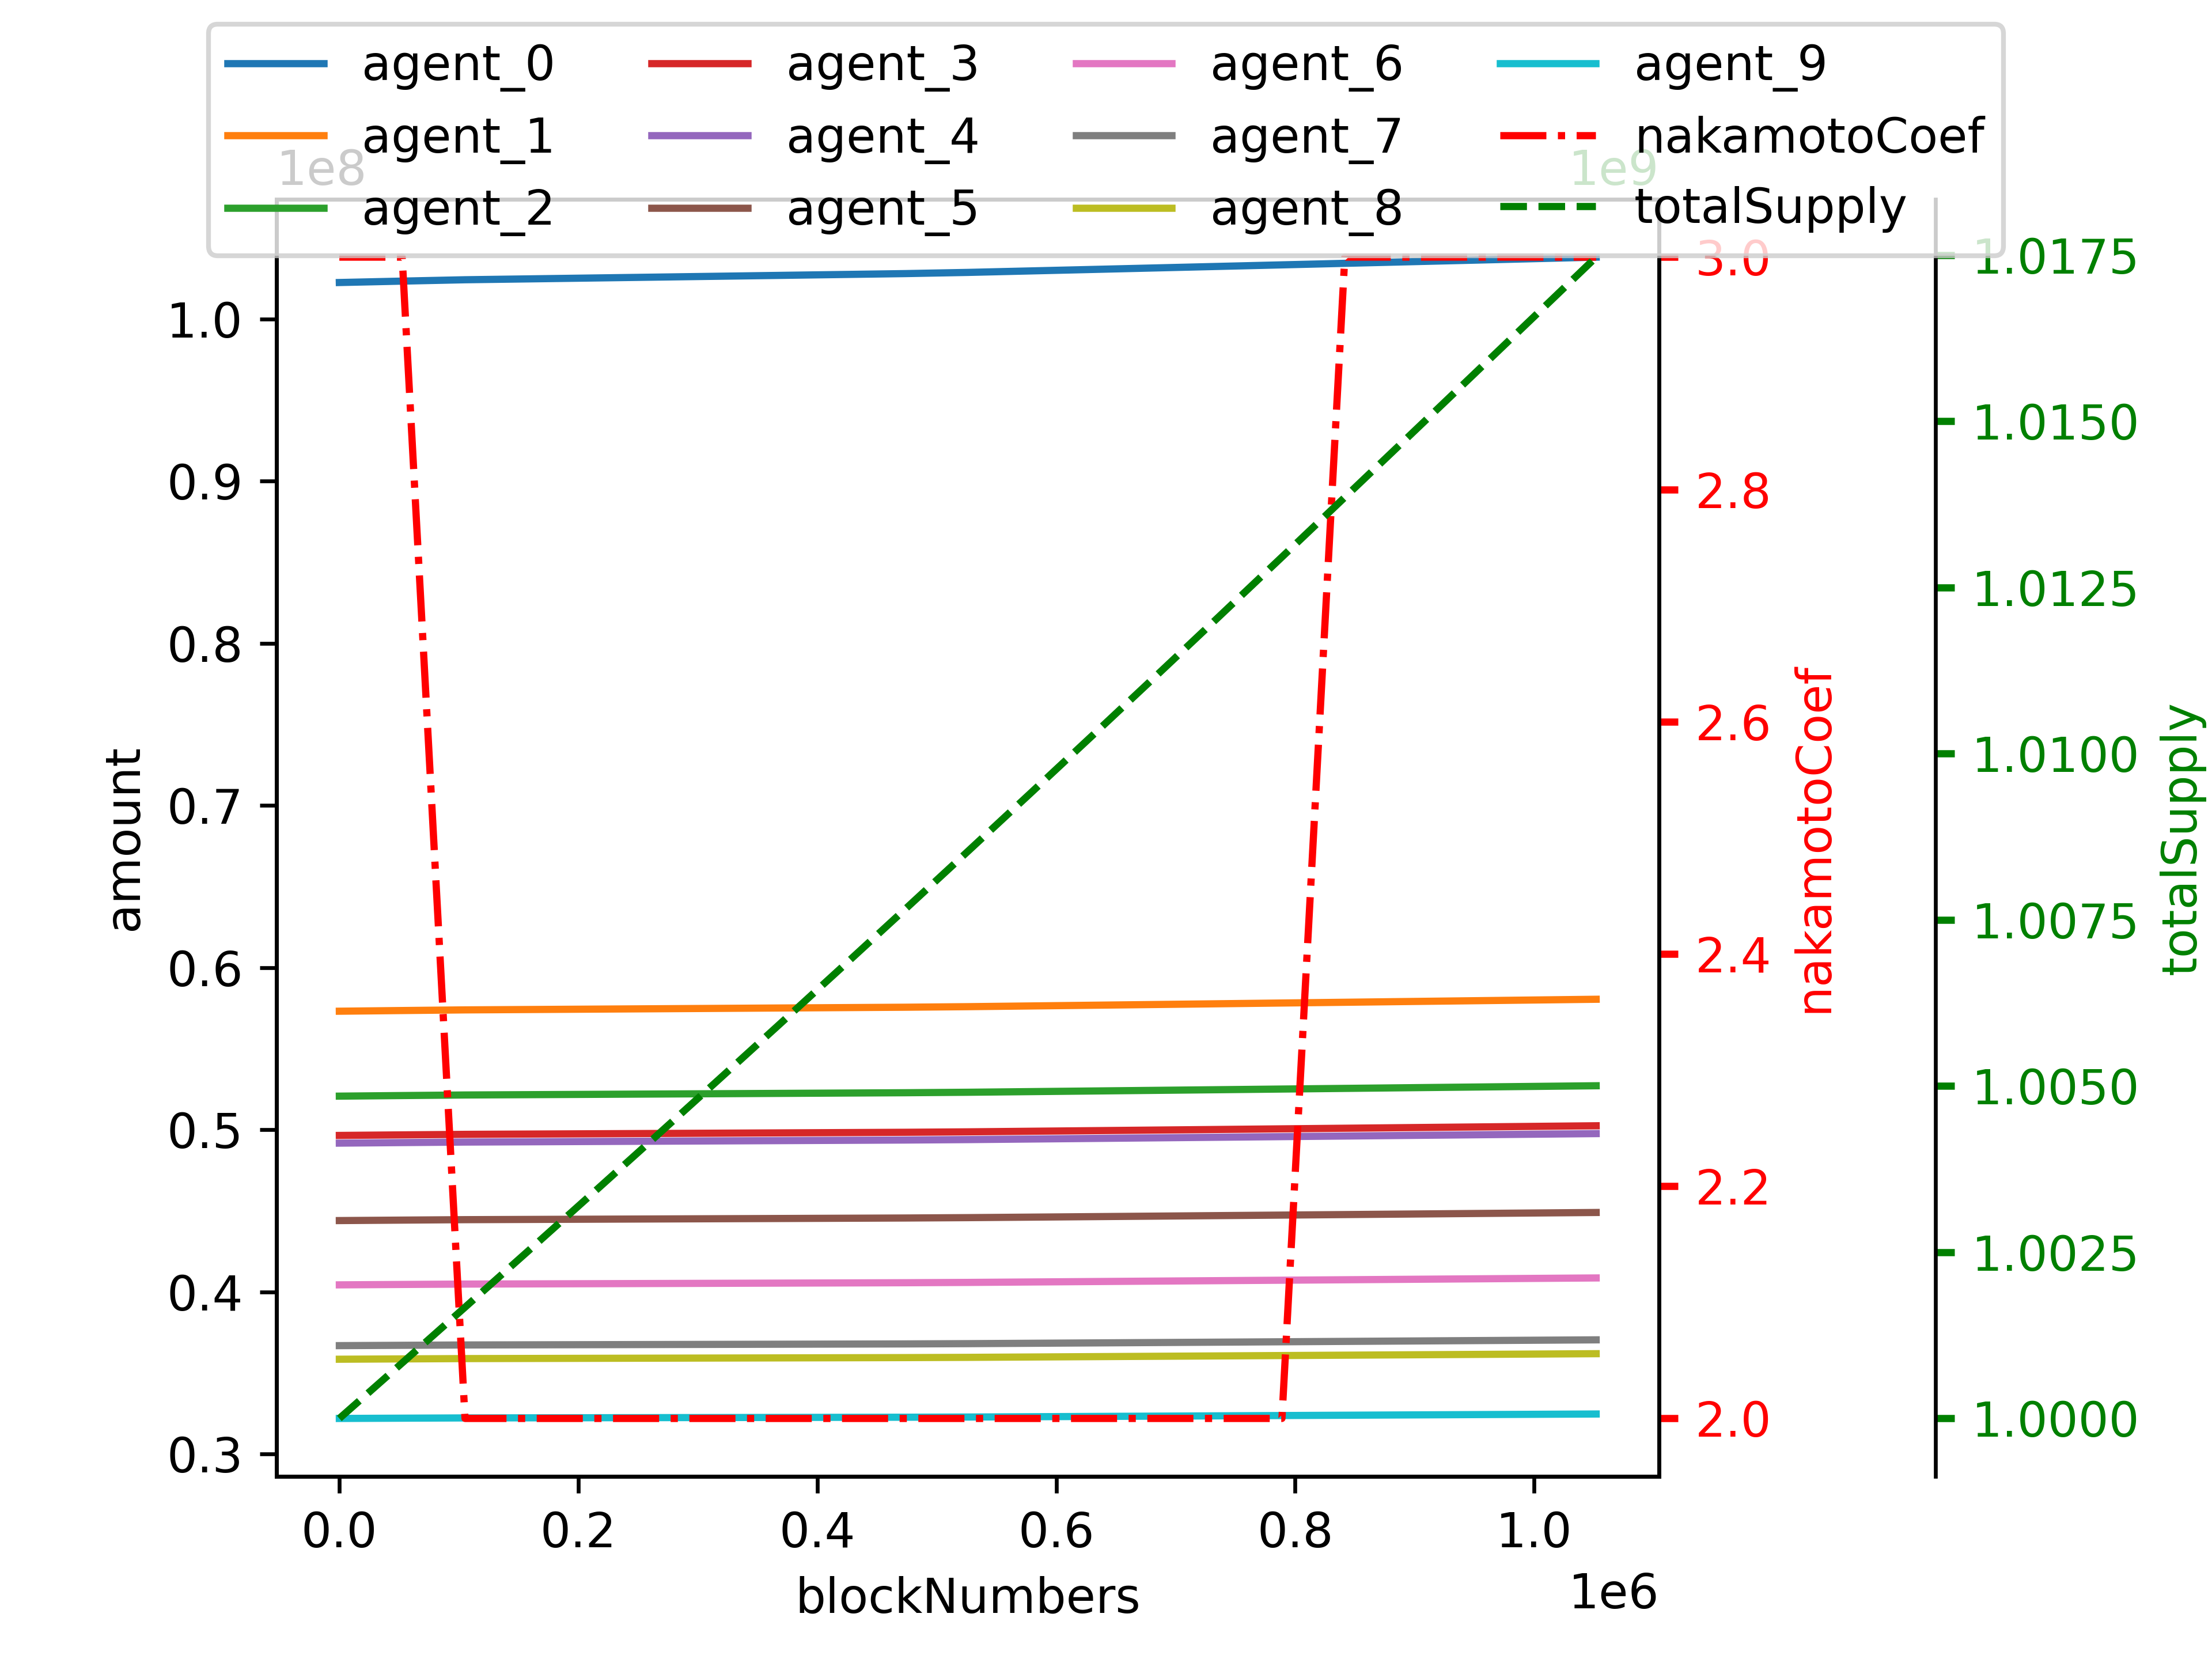 agent_0 agent_3 agent_6 agent_9
agent_1 agent_4 agent_7 nakamotoCoef
agent_2 agent_5 agent_8 totalSupply
1e8 1e9
1.0
0.9
0.8
0.7
0.6
0.5
0.4
0.3
amount
0.0 0.2 0.4 0.6 0.8 1.0
blockNumbers
1e6
3.0
2.8
2.6
2.4
2.2
2.0
nakamotoCoef
1.0175
1.0150
1.0125
1.0100
1.0075
1.0050
1.0025
1.0000
totalSupply